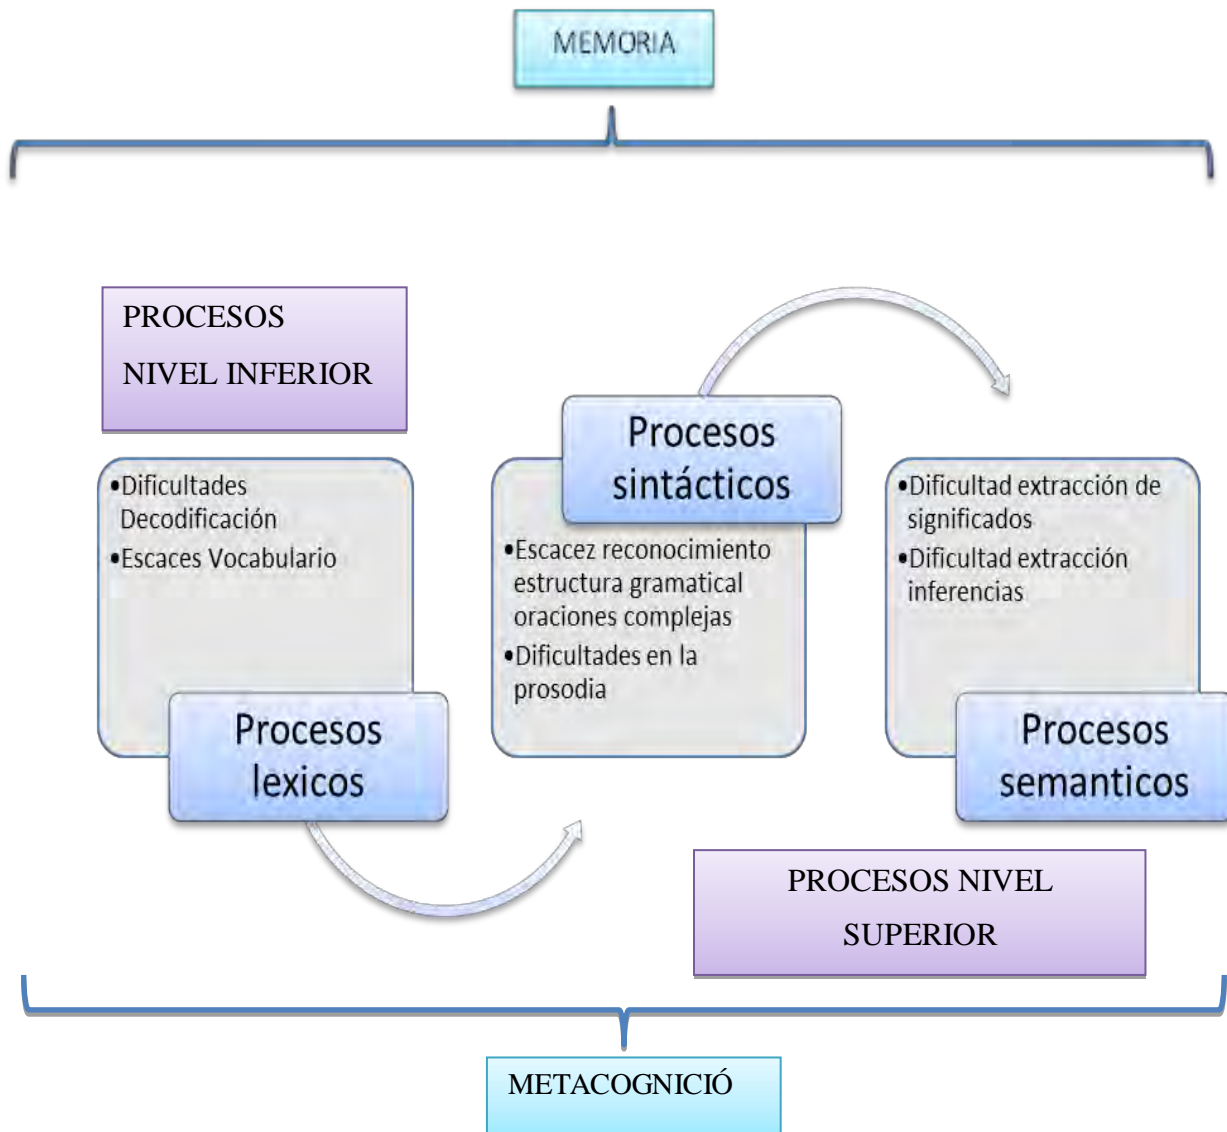 MEMORIA
PROCESOS
NIVEL INFERIOR
•Dificultades
Decodificación
•Escaces Vocabulario
Procesos
lexicos
Procesos
sintácticos
•Escacez reconocimiento
estructura gramatical
oraciones complejas
•Dificultades en la
prosodia
•Dificultad extracción de
significados
•Dificultad extracción
inferencias
Procesos
semanticos
PROCESOS NIVEL
SUPERIOR
METACOGNICIÓ